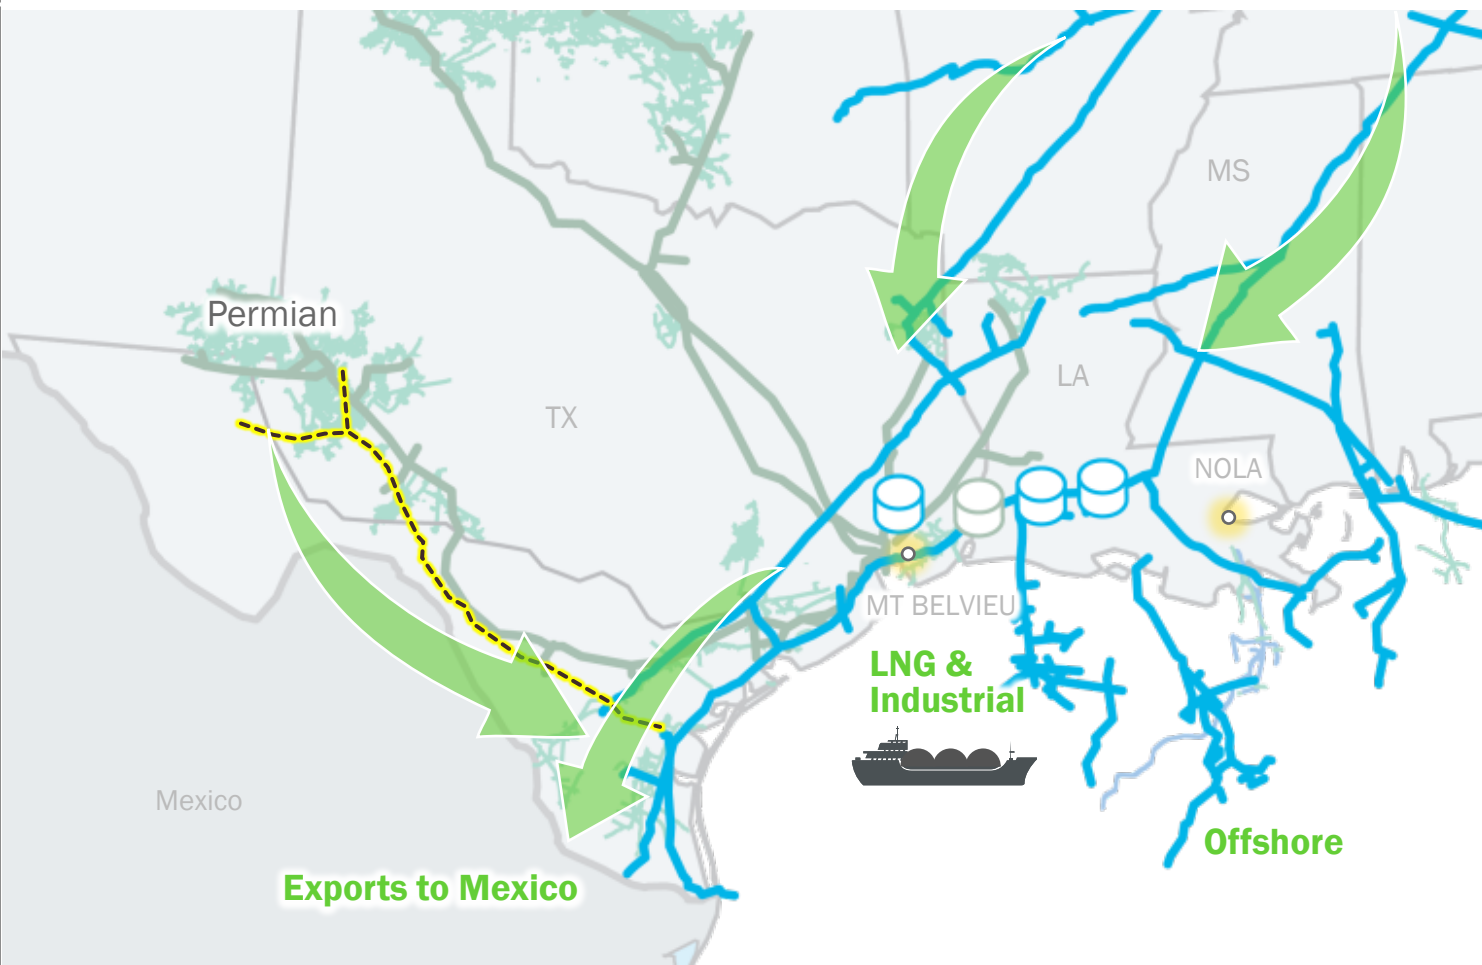 MS
Permian
LA
TX
NOLA
MT BELVIEU
LNG &
Industrial
Mexico
Offshore
Exports to Mexico